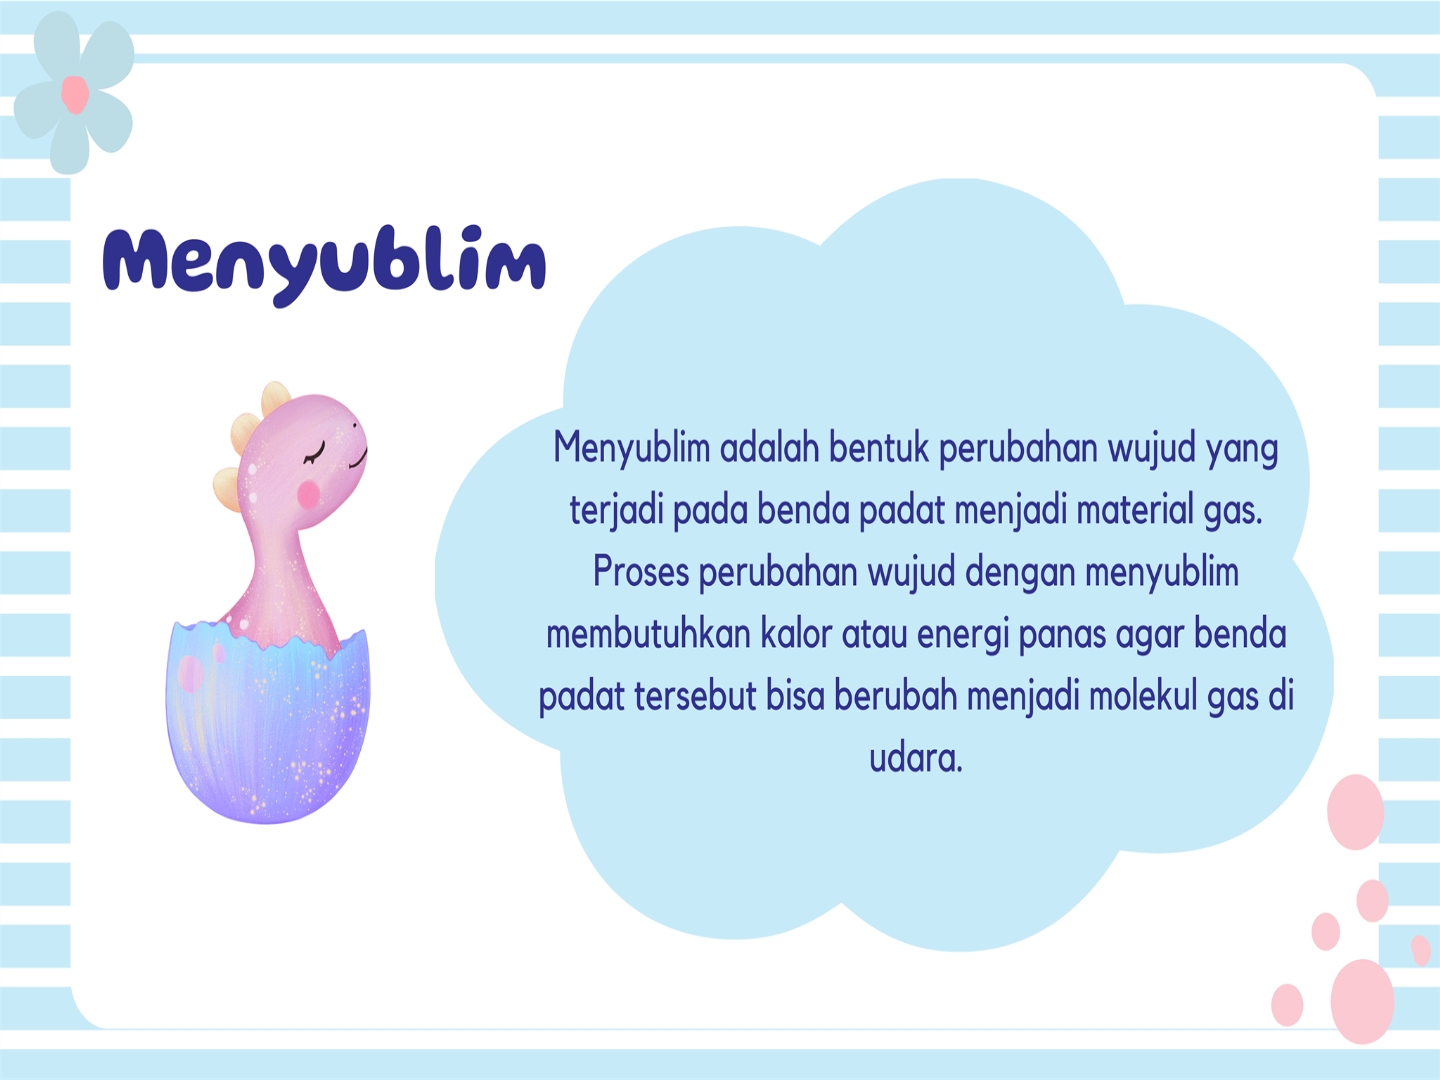 Menyublim
Menyublim adalah bentuk perubahan wujud yang
terjadi pada benda padat menjadi material gas.
Proses perubahan wujud dengan menyublim
membutuhkan kalor atau energi panas agar benda
padat tersebut bisa berubah menjadi molekul gas di
udara.